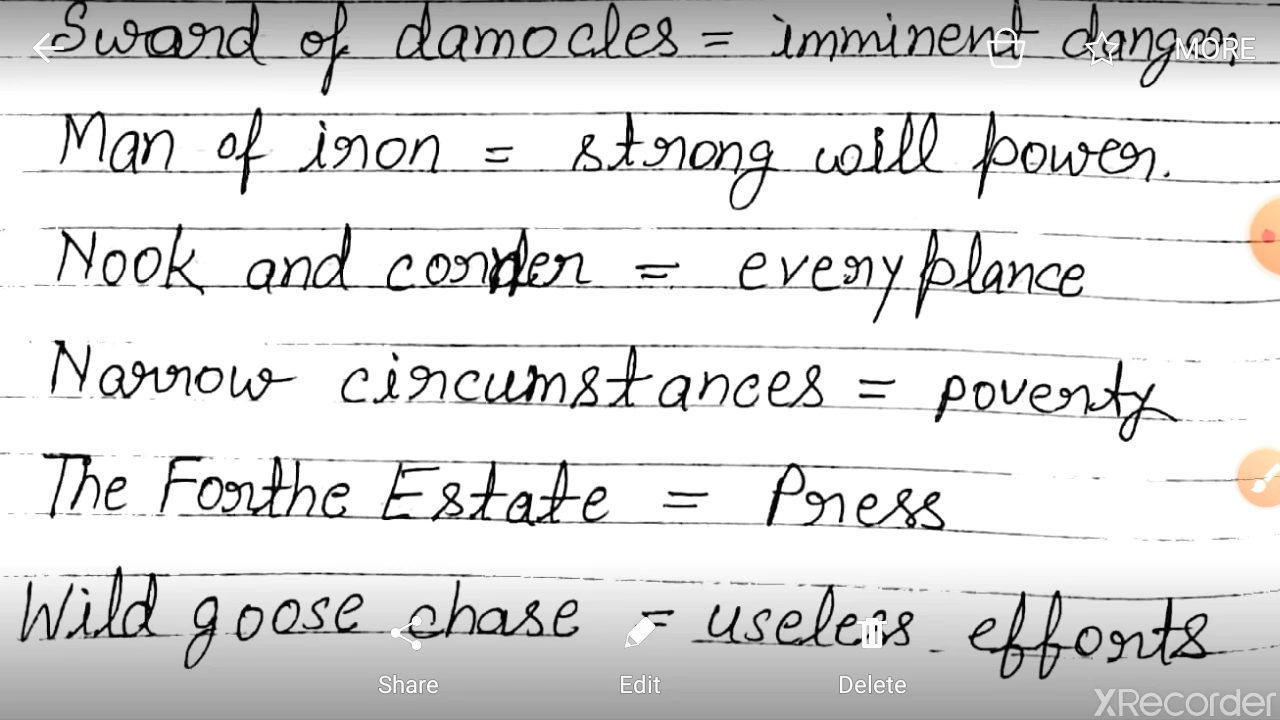 Sward of damocles = imminent danger
MORE
Man of iron = strong will power.
Nook and corner = every plance
Narrow circumstances = poverty
The Forthe Estate = Press
Wild goose chase = useless efforts
Share Edit Delete
XRecorder